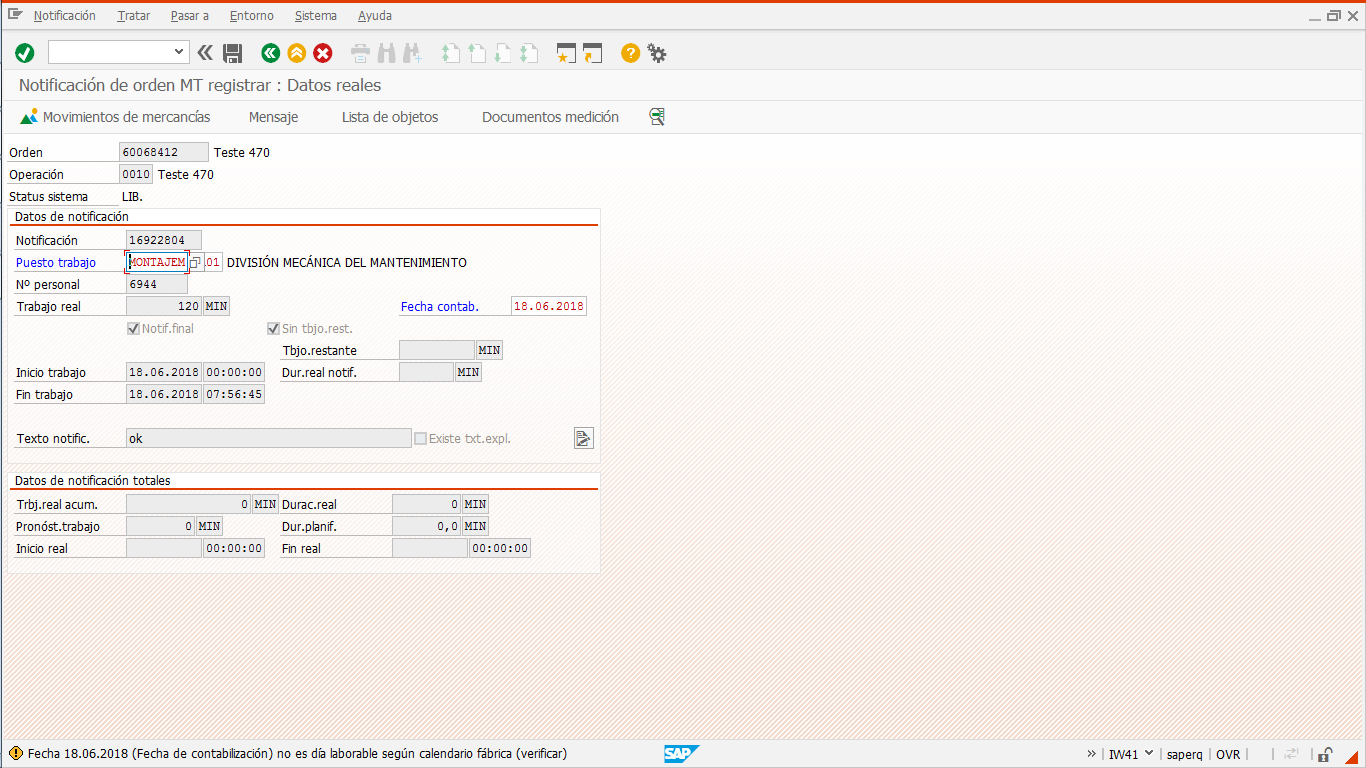 Notificación Tratar Pasar a Entorno Sistema Ayuda
Notificación de orden MT registrar : Datos reales
Movimientos de mercancías Mensaje Lista de objetos Documentos medición
Orden 60068412 Teste 470
Operación 0010 Teste 470
Status sistema LIB.
Datos de notificación
Notificación 16922804
Puesto trabajo MONTAJEM 01 DIVISIÓN MECÁNICA DEL MANTENIMIENTO
Nº personal 6944
Trabajo real 120 MIN Fecha contab. 18.06.2018
Notif.final Sin tbjo.rest.
Tbjo.restante MIN
Inicio trabajo 18.06.2018 00:00:00 Dur.real notif. MIN
Fin trabajo 18.06.2018 07:56:45
Texto notific. ok Existe txt.expl.
Datos de notificación totales
Trbj.real acum. 0 MIN Durac.real 0 MIN
Pronóst.trabajo 0 MIN Dur.planif. 0,0 MIN
Inicio real 00:00:00 Fin real 00:00:00
Fecha 18.06.2018 (Fecha de contabilización) no es día laborable según calendario fábrica (verificar) SAP IW41 saperq OVR